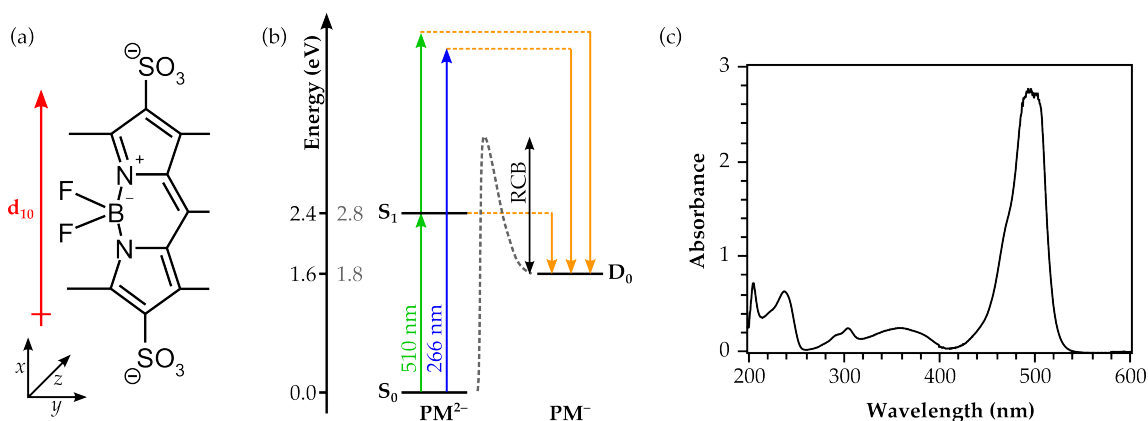 (a)
⊖
SO3
+
N
F
B
−
F
N
d10
⊖
SO3
x
z
y
(b)
Energy (eV)
2.4
2.8
1.6
1.8
0.0
S1
S0
510 nm
266 nm
RCB
D0
PM2−
PM−
(c)
3
2
1
0
Absorbance
200
300
400
500
600
Wavelength (nm)